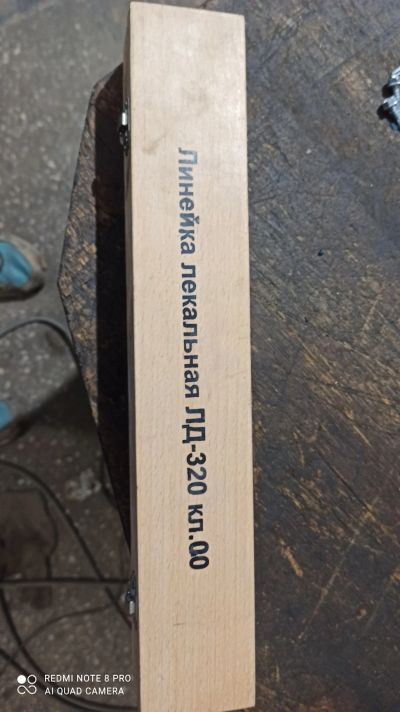 Линейка лекальная ЛД-320 кл.00
REDMI NOTE 8 PRO
AI QUAD CAMERA